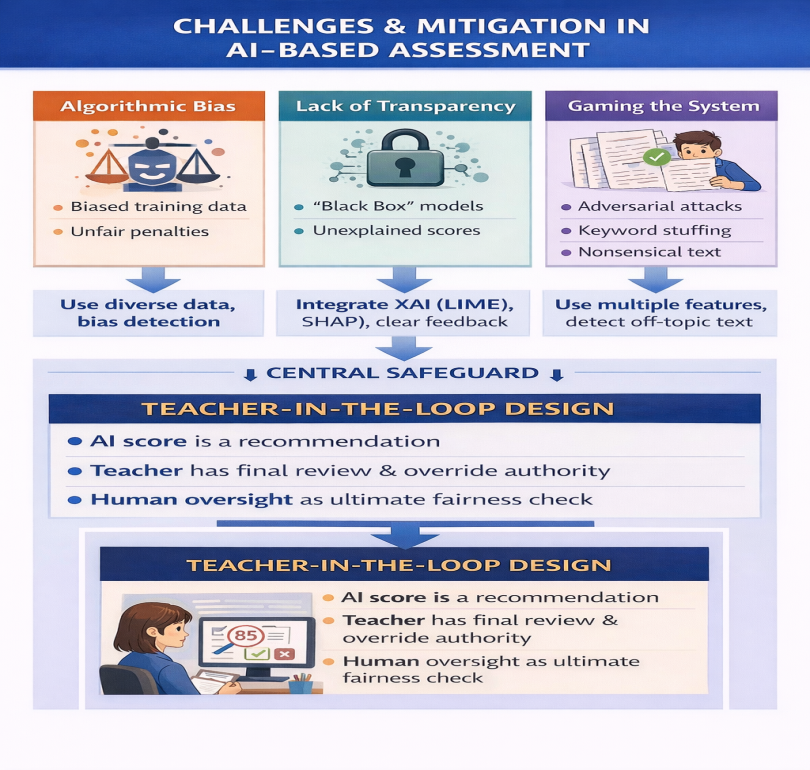 CHALLENGES & MITIGATION IN
AI-BASED ASSESSMENT
Algorithmic Bias
Biased training data
Unfair penalties
Lack of Transparency
"Black Box" models
Unexplained scores
Gaming the System
Adversarial attacks
Keyword stuffing
Nonsensical text
Use diverse data,
bias detection
Integrate XAI (LIME),
SHAP), clear feedback
Use multiple features,
detect off-topic text
CENTRAL SAFEGUARD
TEACHER-IN-THE-LOOP DESIGN
AI score is a recommendation
Teacher has final review & override authority
Human oversight as ultimate fairness check
TEACHER-IN-THE-LOOP DESIGN
85
AI score is a recommendation
Teacher has final review &
override authority
Human oversight as ultimate
fairness check